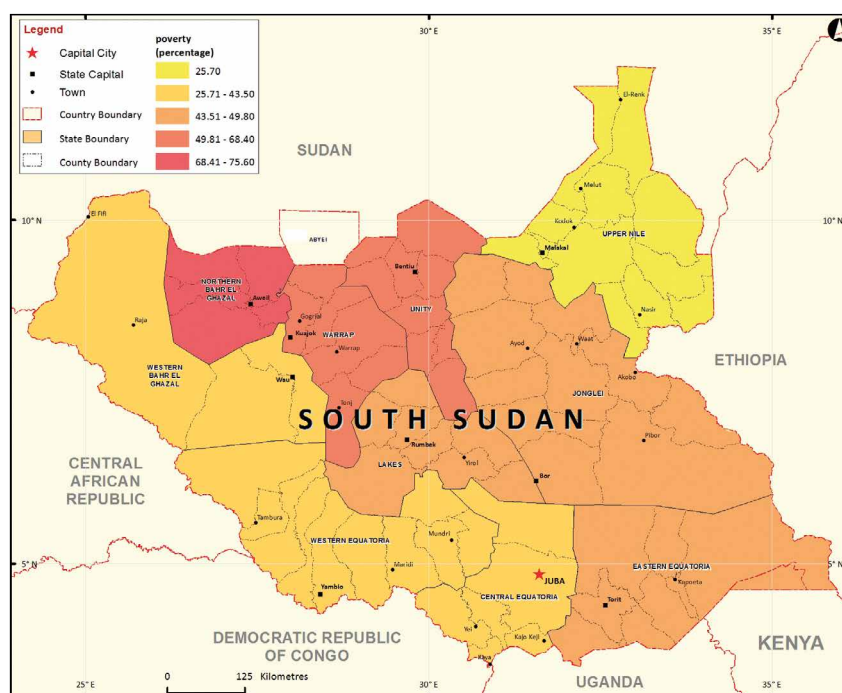 Legend
Capital City
State Capital
Town
Country Boundary
State Boundary
County Boundary
poverty
(percentage)
25.70
25.71 - 43.50
43.51 - 49.80
49.81 - 68.40
68.41 - 75.60
30°E
35°E
SUDAN
El-Renk
Melut
10° N
10° N
El Fifi
Kodok
UPPER NILE
ABYEI
Malakal
Bentiu
NORTHERN
BAHR EL
GHAZAL
Aweil
UNITY
Gogrial
Nasir
Raja
Kuajok
WARRAP
Warrap
Ayod
Waat
ETHIOPIA
WESTERN
BAHR EL
GHAZAL
Wau
Akobo
JONGLEI
Tonj
SOUTH SUDAN
Rumbek
Pibor
CENTRAL
AFRICAN
REPUBLIC
LAKES
Yirol
Bor
Tambura
Mundri
WESTERN EQUATORIA
5° N
5° N
Maridi
JUBA
EASTERN EQUATORIA
Kapoeta
Yambio
CENTRAL EQUATORIA
Torit
Yei
Kajo Keji
DEMOCRATIC REPUBLIC
OF CONGO
KENYA
Kaya
UGANDA
0 125 Kilometres
25°E
30°E
35°E